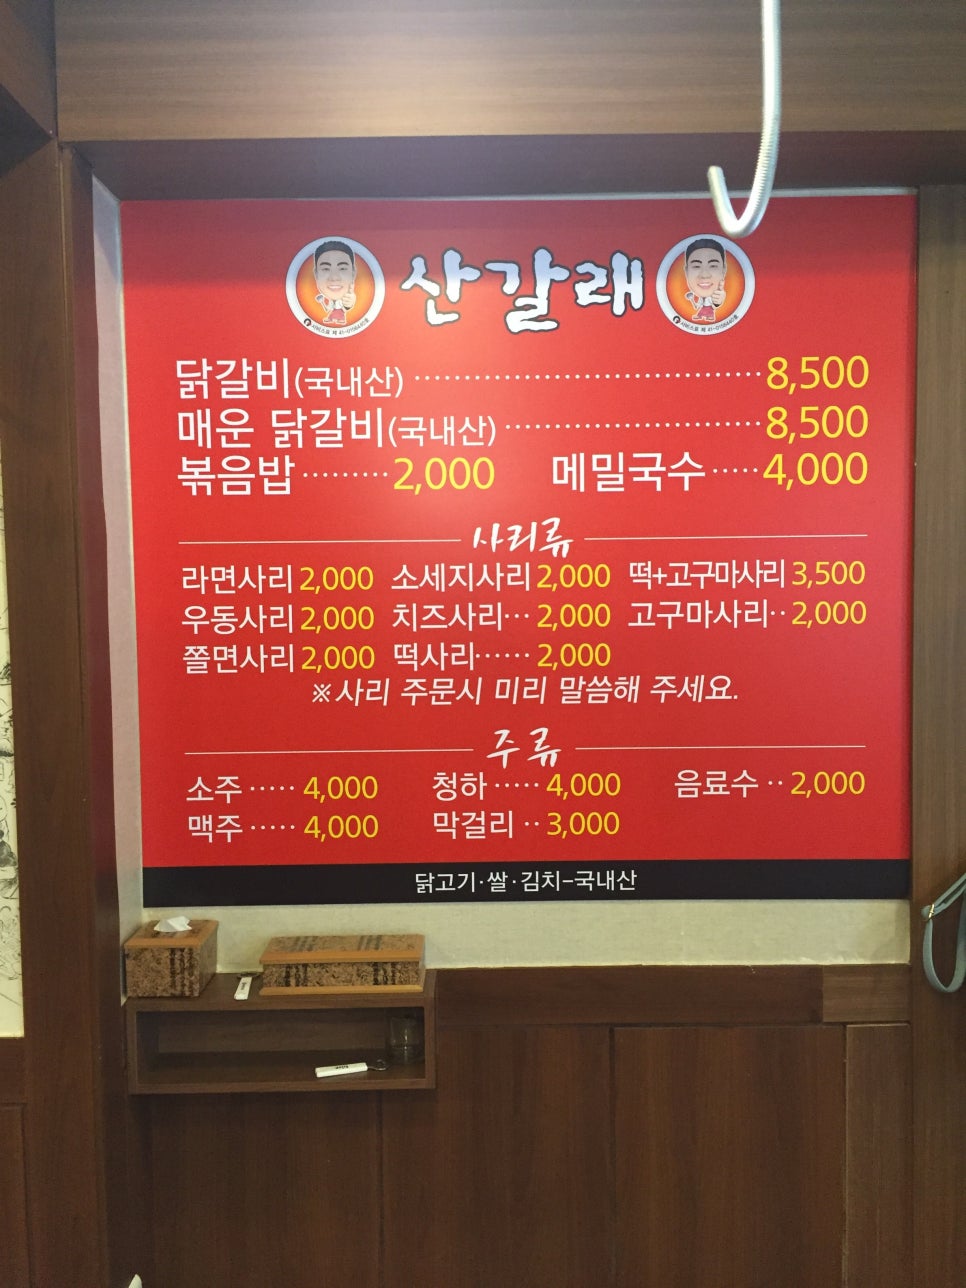 산갈래
닭갈비(국내산) 8,500
매운 닭갈비(국내산) 8,500
볶음밥 2,000 메밀국수 4,000
사리류
라면사리 2,000 소세지사리 2,000 떡+고구마사리 3,500
우동사리 2,000 치즈사리 2,000 고구마사리 2,000
쫄면사리 2,000 떡사리 2,000
※사리 주문시 미리 말씀해 주세요.
주류
소주 4,000 청하 4,000 음료수 2,000
맥주 4,000 막걸리 3,000
닭고기·쌀·김치-국내산